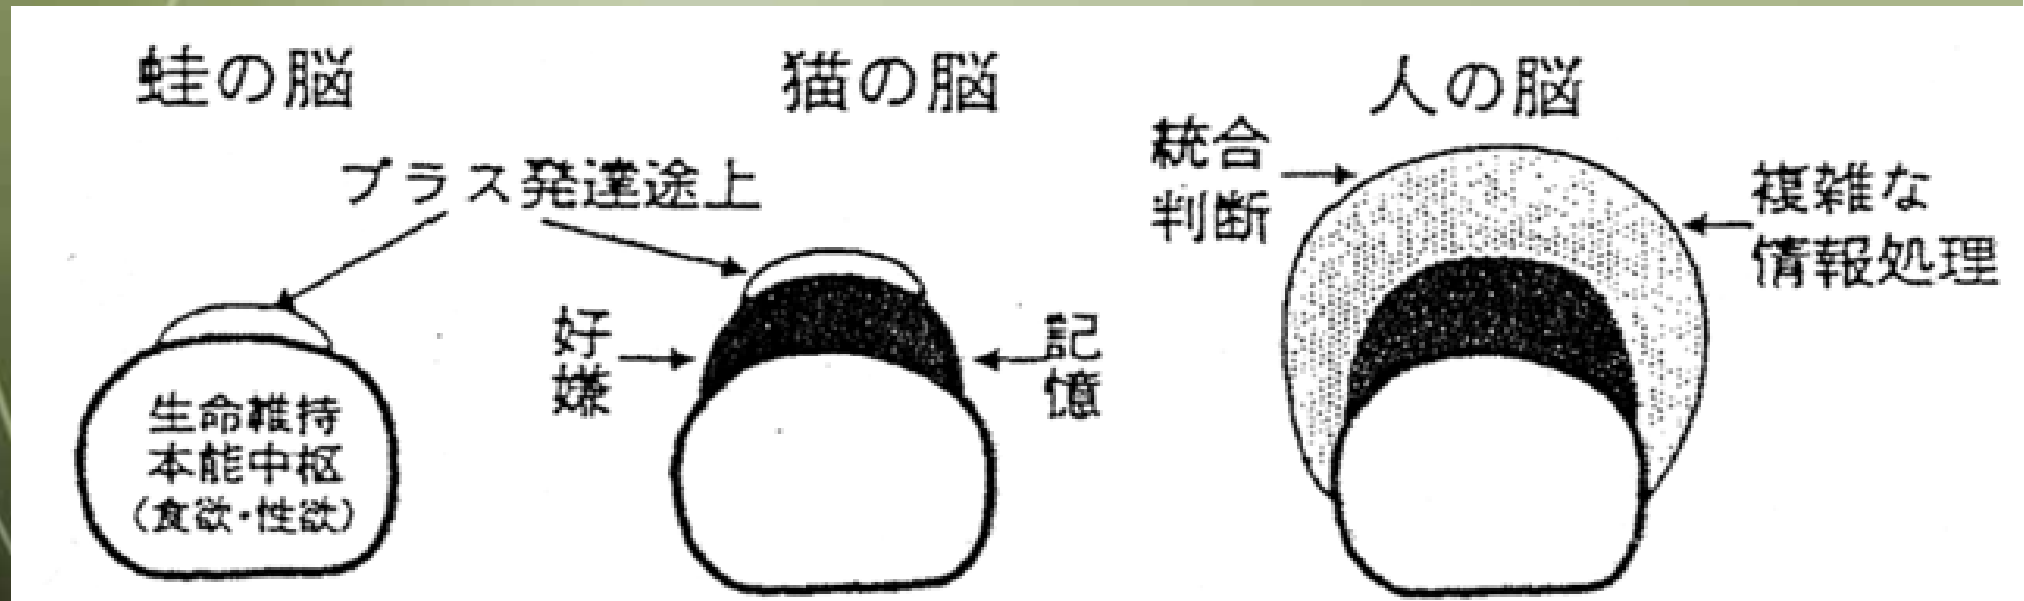 蛙の脳
猫の脳
人の脳
プラス発達途上
生命維持
本能中枢
(食欲・性欲)
好
嫌
記
憶
統合
判断
複雑な
情報処理